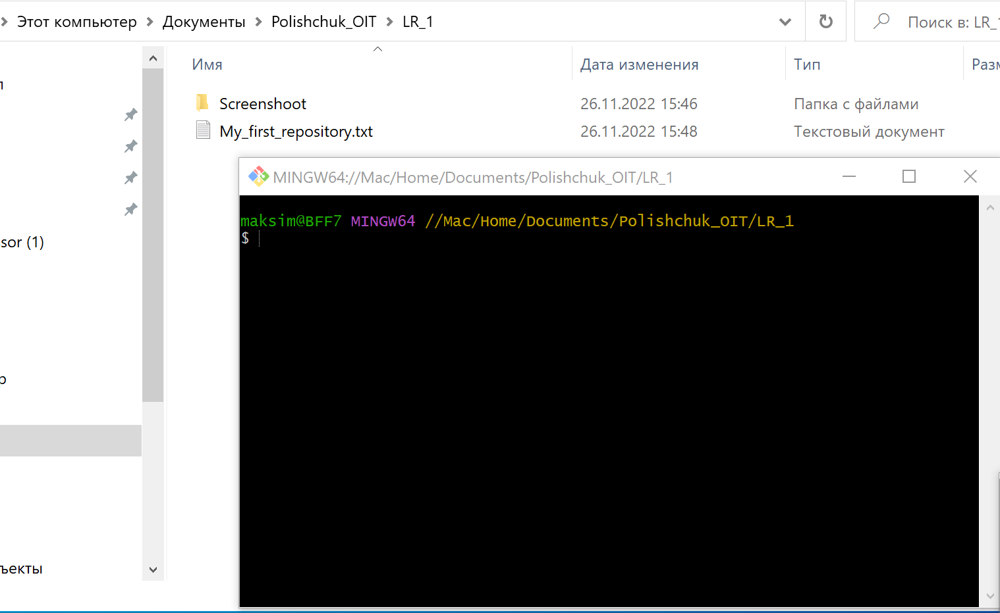 Этот компьютер > Документы > Polishchuk_OIT > LR_1
Поиск в: LR_1
Имя Дата изменения Тип Разм
Screenshoot 26.11.2022 15:46 Папка с файлами
My_first_repository.txt 26.11.2022 15:48 Текстовый документ
sor (1)
ъекты
MINGW64://Mac/Home/Documents/Polishchuk_OIT/LR_1
maksim@BFF7 MINGW64 //Mac/Home/Documents/Polishchuk_OIT/LR_1
$